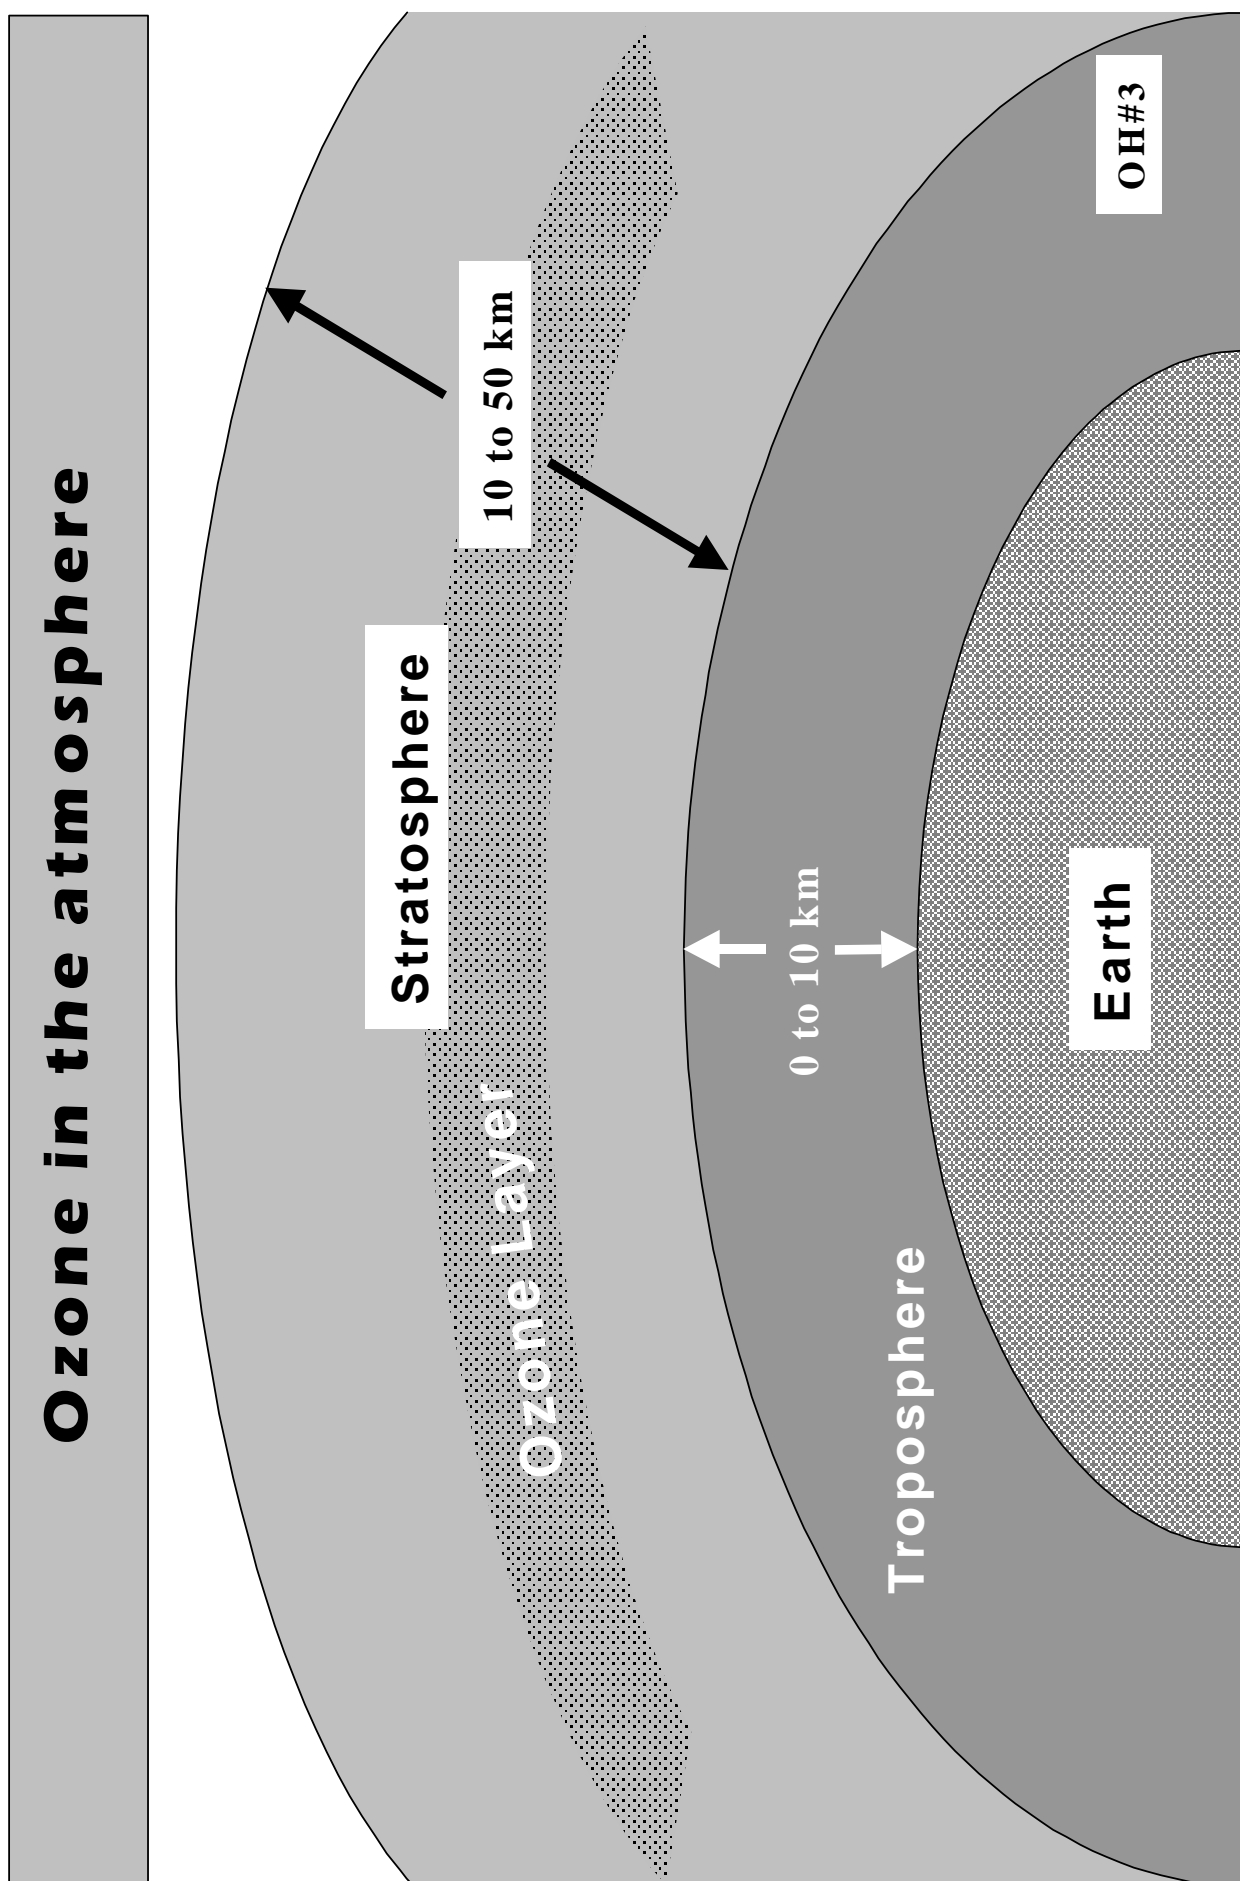 Ozone in the atmosphere
10 to 50 km
Stratosphere
Ozone Layer
0 to 10 km
Troposphere
Earth
OH#3